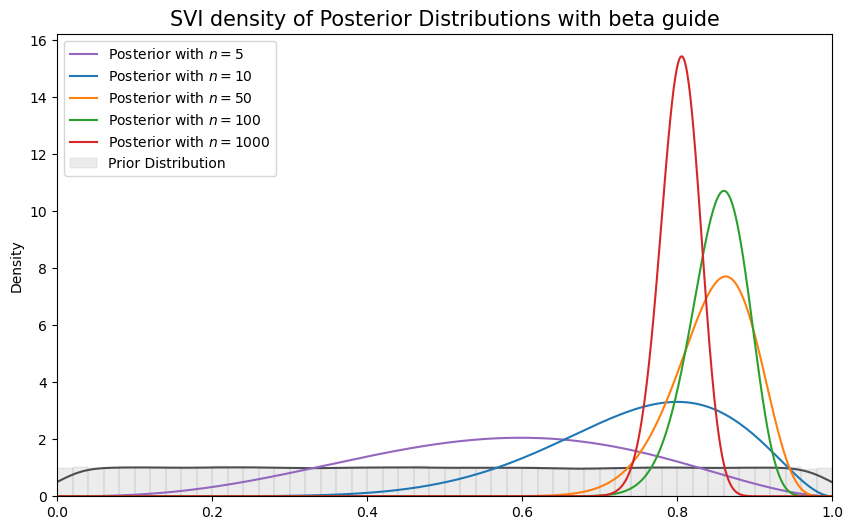 SVI density of Posterior Distributions with beta guide
16
14
12
10
8
6
4
2
0
Density
Posterior with n = 5
Posterior with n = 10
Posterior with n = 50
Posterior with n = 100
Posterior with n = 1000
Prior Distribution
0.0 0.2 0.4 0.6 0.8 1.0